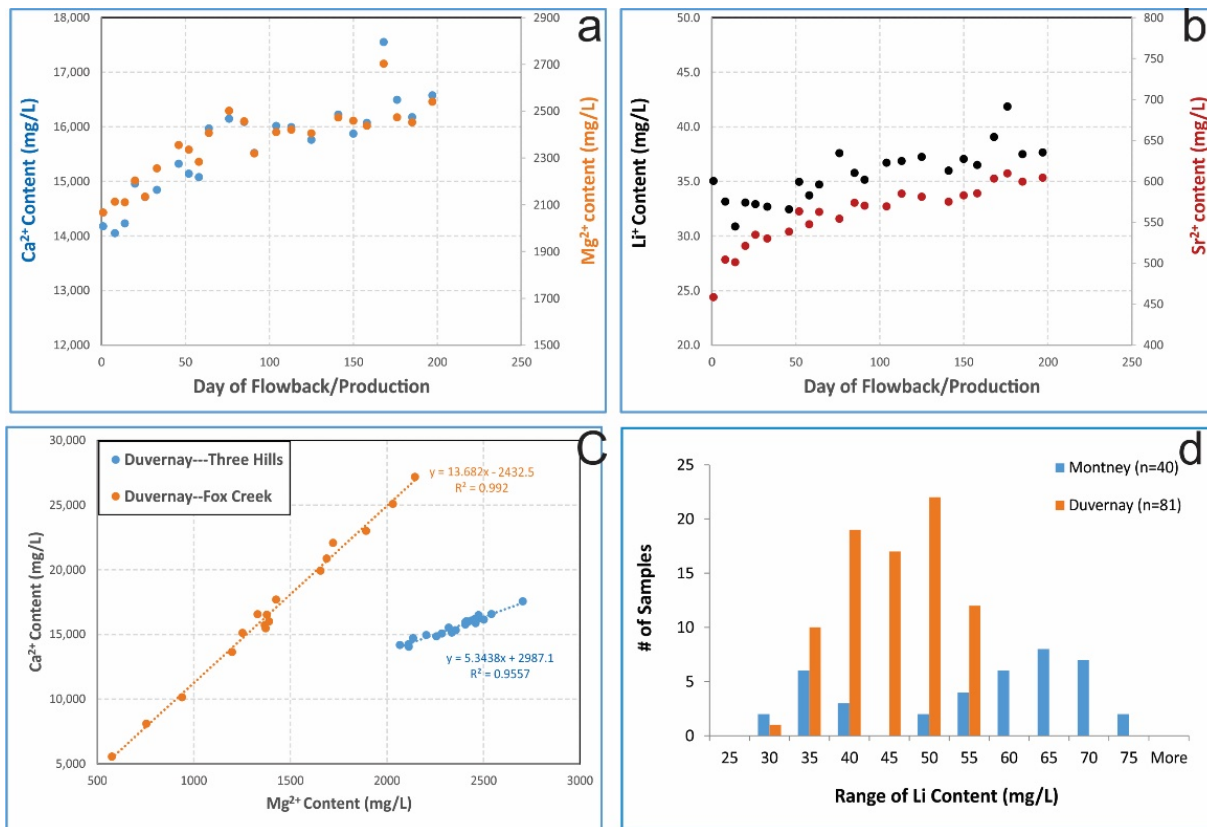 a
18,000
17,000
16,000
15,000
14,000
13,000
12,000
Ca²⁺ Content (mg/L)
2900
2700
2500
2300
2100
1900
1700
1500
Mg²⁺ content (mg/L)
0 50 100 150 200 250
Day of Flowback/Production
b
50.0
45.0
40.0
35.0
30.0
25.0
20.0
Li⁺ Content (mg/L)
800
750
700
650
600
550
500
450
400
Sr²⁺ content (mg/L)
0 50 100 150 200 250
Day of Flowback/Production
C
30,000
25,000
20,000
15,000
10,000
5,000
Ca²⁺ Content (mg/L)
Duvernay---Three Hills
Duvernay--Fox Creek
y = 13.682x - 2432.5
R² = 0.992
y = 5.3438x + 2987.1
R² = 0.9557
500 1000 1500 2000 2500 3000
Mg²⁺ Content (mg/L)
d
25
20
15
10
5
0
# of Samples
Montney (n=40)
Duvernay (n=81)
25 30 35 40 45 50 55 60 65 70 75 More
Range of Li Content (mg/L)